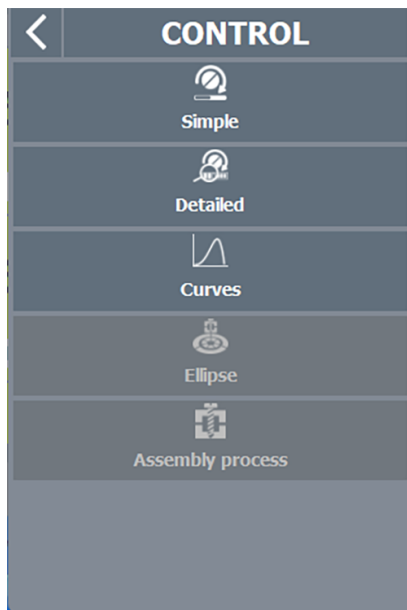 CONTROL
Simple
Detailed
Curves
Ellipse
Assembly process